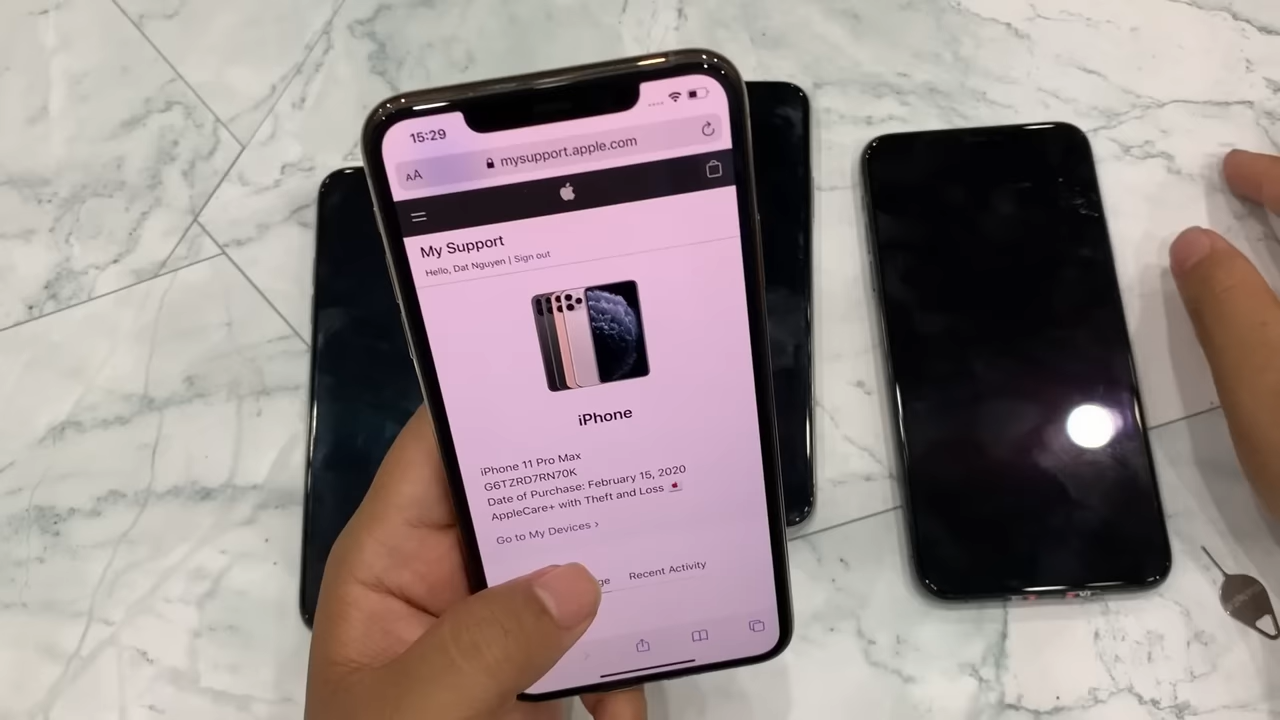 15:29
AA mysupport.apple.com
My Support
Hello, Dat Nguyen | Sign out
iPhone
iPhone 11 Pro Max
G6TZRD7RN70K
Date of Purchase: February 15, 2020
AppleCare+ with Theft and Loss
Go to My Devices ›
ge Recent Activity